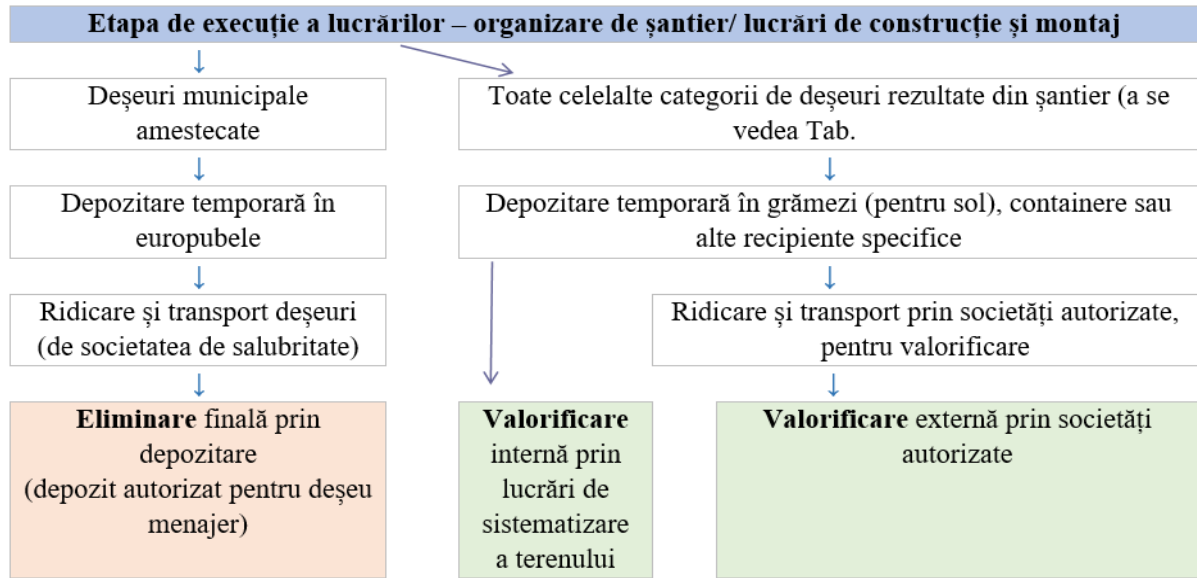 Etapa de execuție a lucrărilor – organizare de șantier/ lucrări de construcție și montaj
Deșeuri municipale
amestecate
Toate celelalte categorii de deșeuri rezultate din șantier (a se
vedea Tab.
Depozitare temporară în
europubele
Depozitare temporară în grămezi (pentru sol), containere sau
alte recipiente specifice
Ridicare și transport deșeuri
(de societatea de salubritate)
Ridicare și transport prin societăți autorizate,
pentru valorificare
Eliminare finală prin
depozitare
(depozit autorizat pentru deșeu
menajer)
Valorificare
internă prin
lucrări de
sistematizare
a terenului
Valorificare externă prin societăți
autorizate